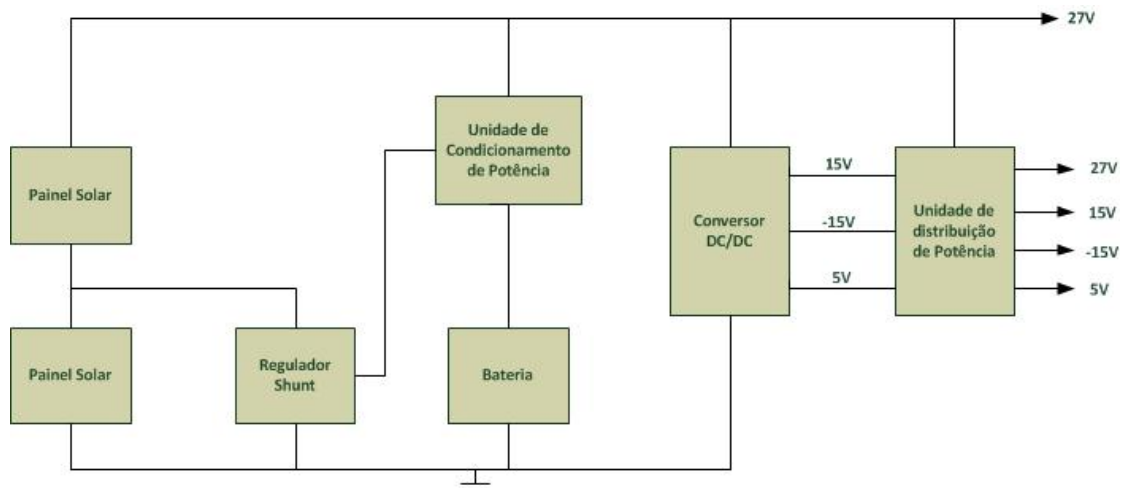 27V
Unidade de
Condicionamento
de Potência
Painel Solar
15V
-15V
5V
Conversor
DC/DC
Unidade de
distribuição
de Potência
27V
15V
-15V
5V
Painel Solar
Regulador
Shunt
Bateria